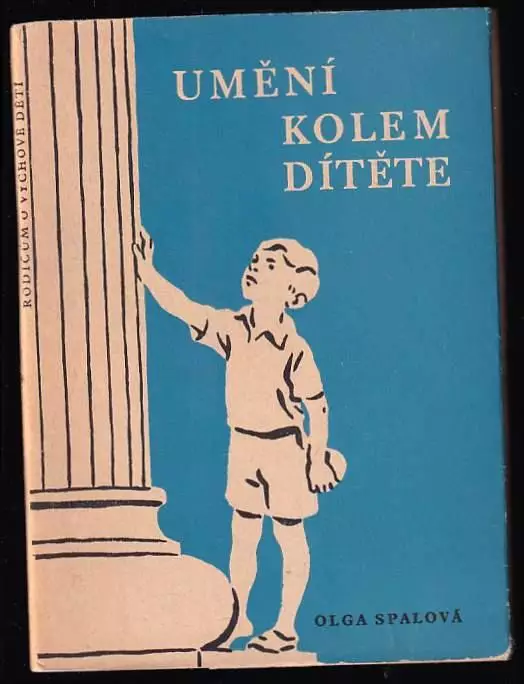 UMĚNÍ
KOLEM
DÍTĚTE
OLGA SPALOVÁ
RODIČŮM O VÝCHOVĚ DĚTÍ